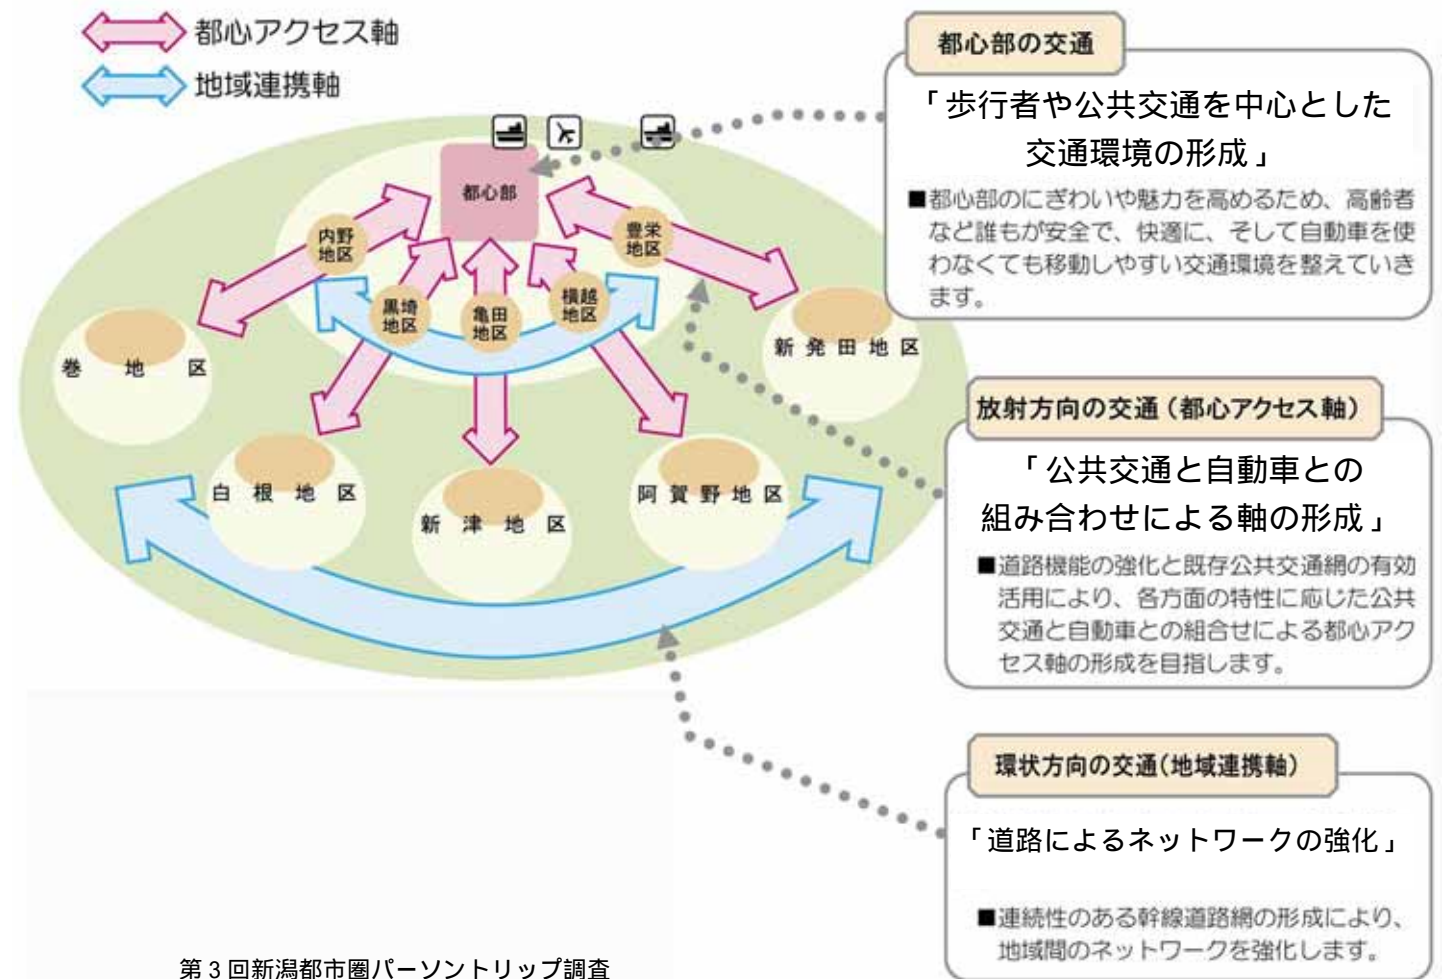 都心アクセス軸
地域連携軸
都心部
内野
地区
豊栄
地区
黒埼
地区
亀田
地区
横越
地区
巻地区
新発田地区
白根地区
新津地区
阿賀野地区
都心部の交通
「歩行者や公共交通を中心とした
交通環境の形成」
■都心部のにぎわいや魅力を高めるため、高齢者
など誰もが安全で、快適に、そして自動車を使
わなくても移動しやすい交通環境を整えていき
ます。
放射方向の交通(都心アクセス軸)
「公共交通と自動車との
組み合わせによる軸の形成」
■道路機能の強化と既存公共交通網の有効
活用により、各方面の特性に応じた公共
交通と自動車との組合せによる都心アク
セス軸の形成を目指します。
環状方向の交通(地域連携軸)
「道路によるネットワークの強化」
■連続性のある幹線道路網の形成により、
地域間のネットワークを強化します。
第3回新潟都市圏パーソントリップ調査